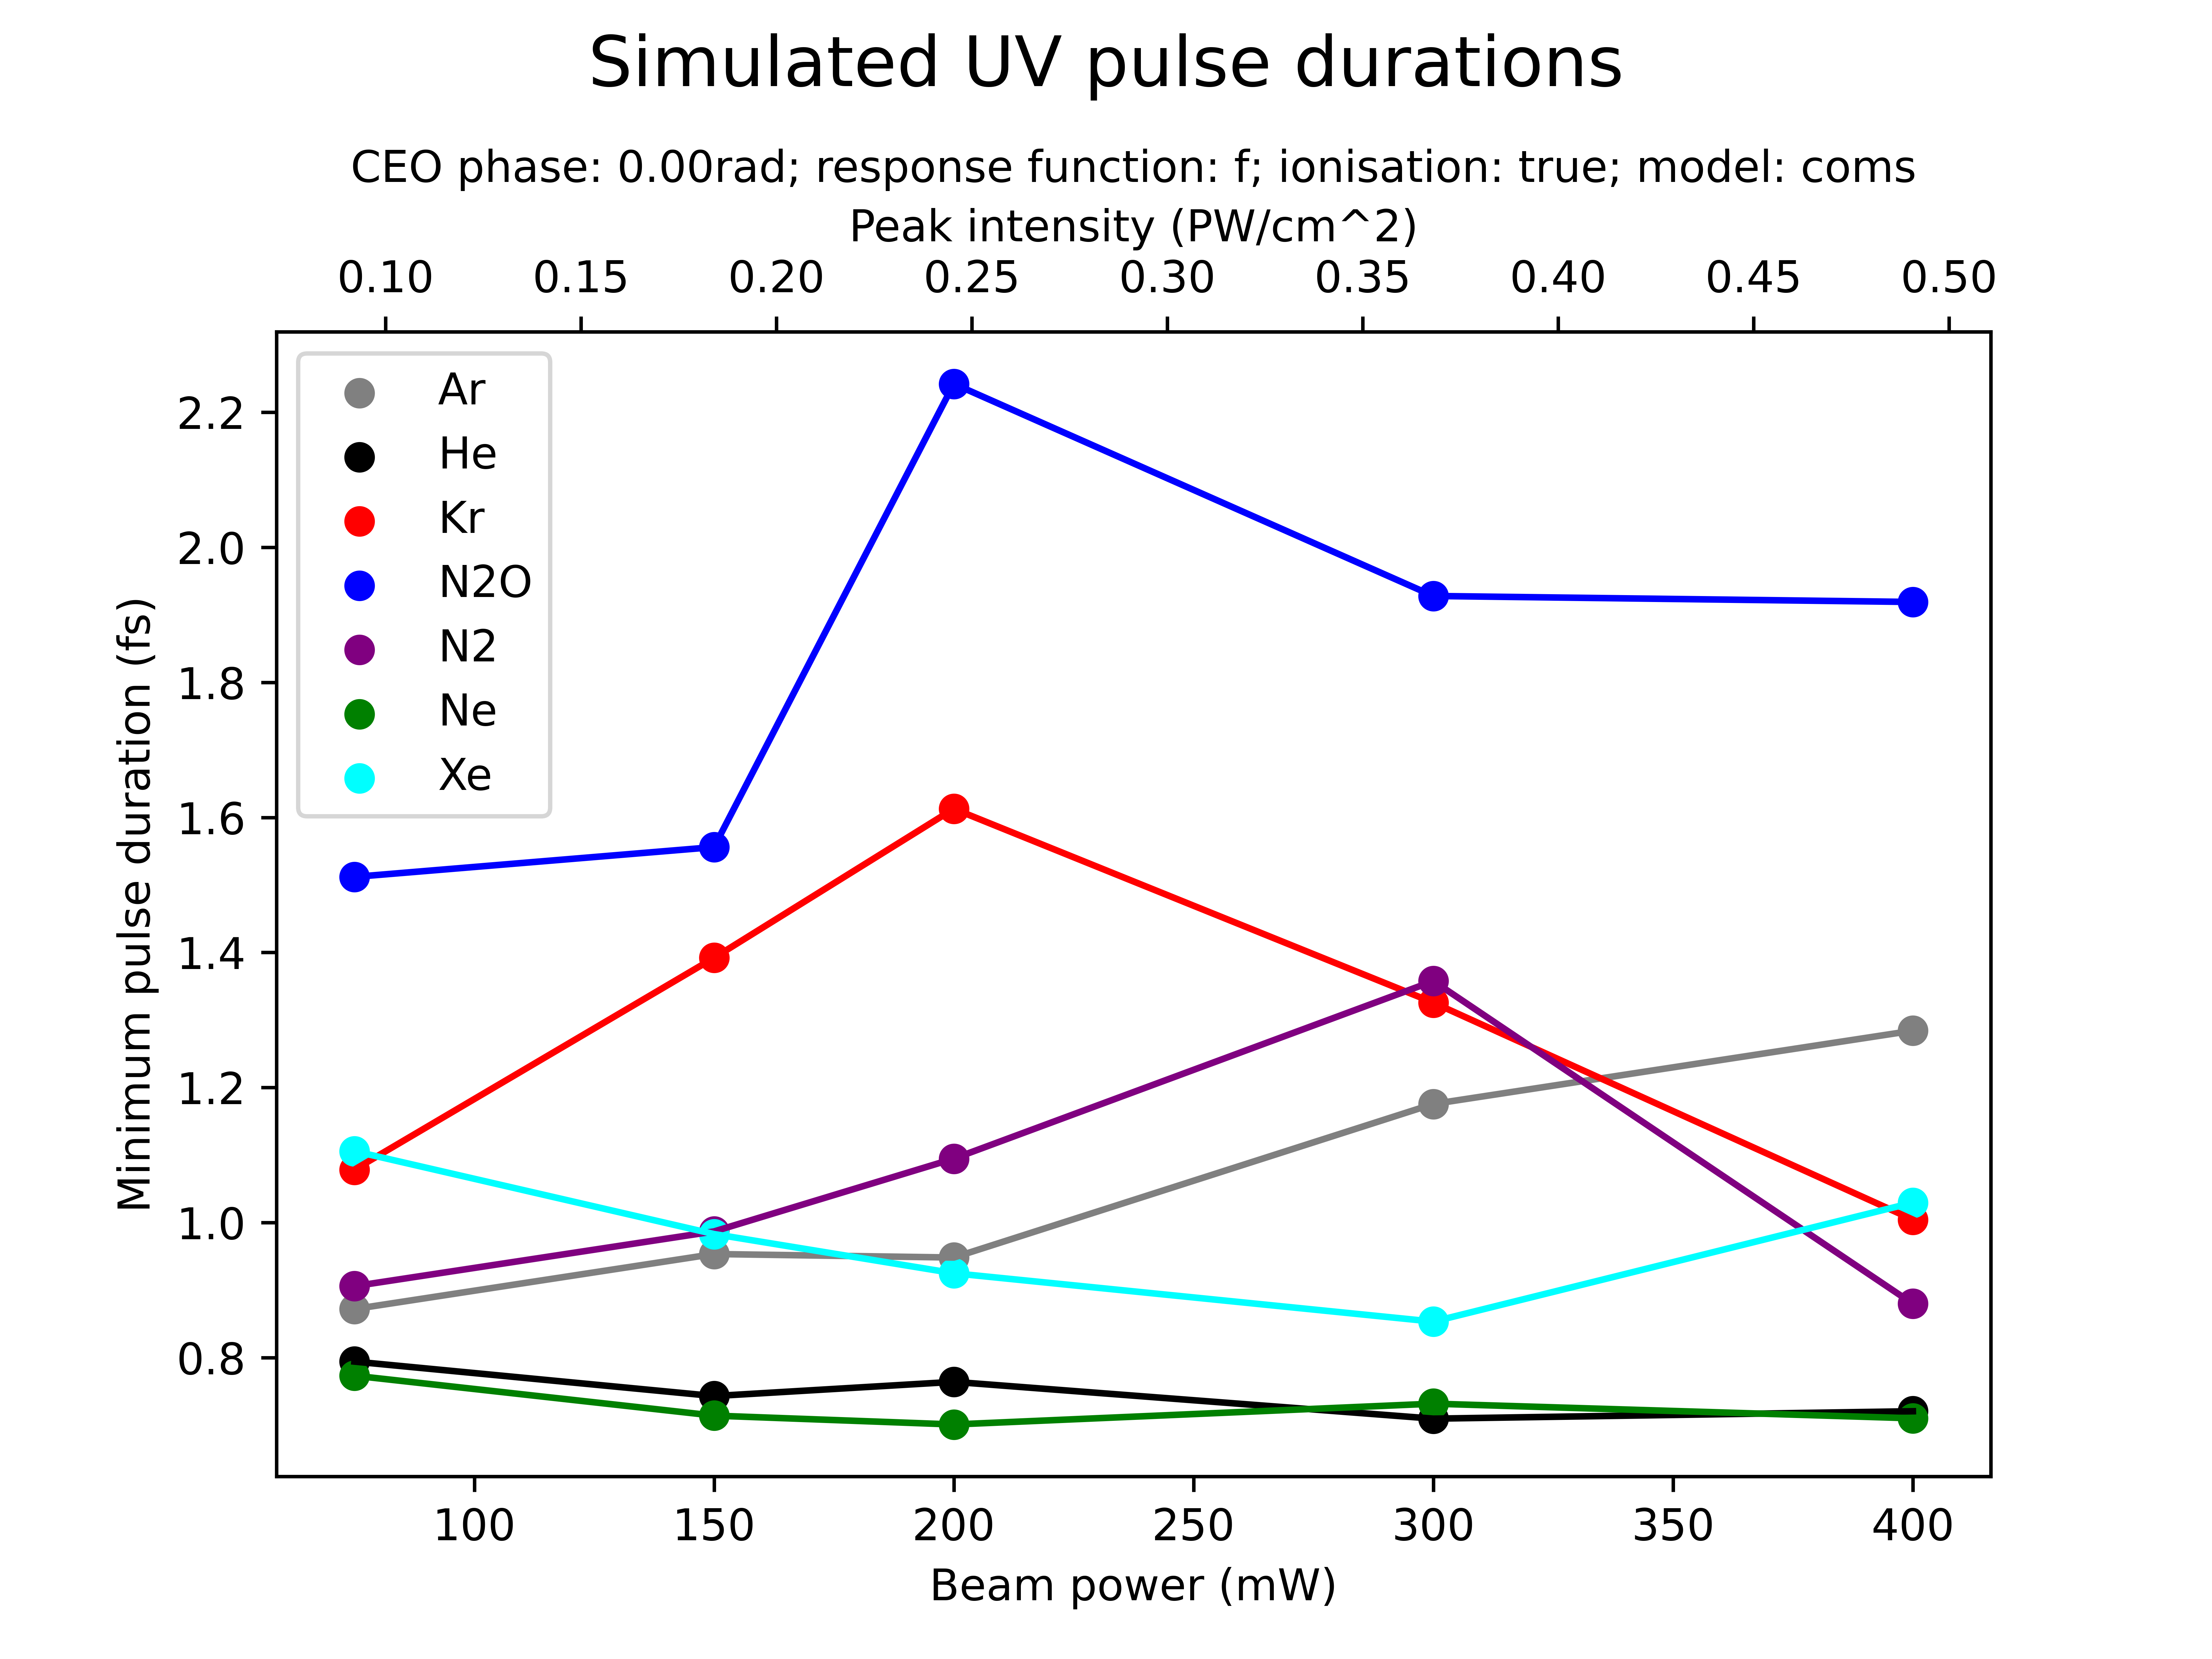 Simulated UV pulse durations
CEO phase: 0.00rad; response function: f; ionisation: true; model: coms
Peak intensity (PW/cm^2)
0.10 0.15 0.20 0.25 0.30 0.35 0.40 0.45 0.50
Ar
He
Kr
N2O
N2
Ne
Xe
Minimum pulse duration (fs)
2.2
2.0
1.8
1.6
1.4
1.2
1.0
0.8
100 150 200 250 300 350 400
Beam power (mW)